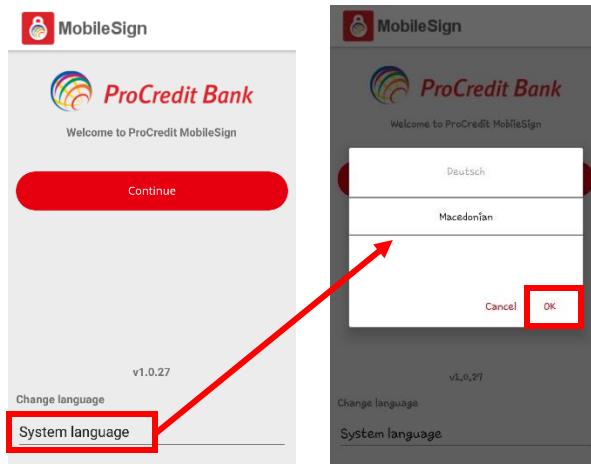 MobileSign
ProCredit Bank
Welcome to ProCredit MobileSign
Continue
v1.0.27
Change language
System language
MobileSign
ProCredit Bank
Welcome to ProCredit MobileSign
Deutsch
Macedonian
Cancel OK
v1.0.27
Change language
System language